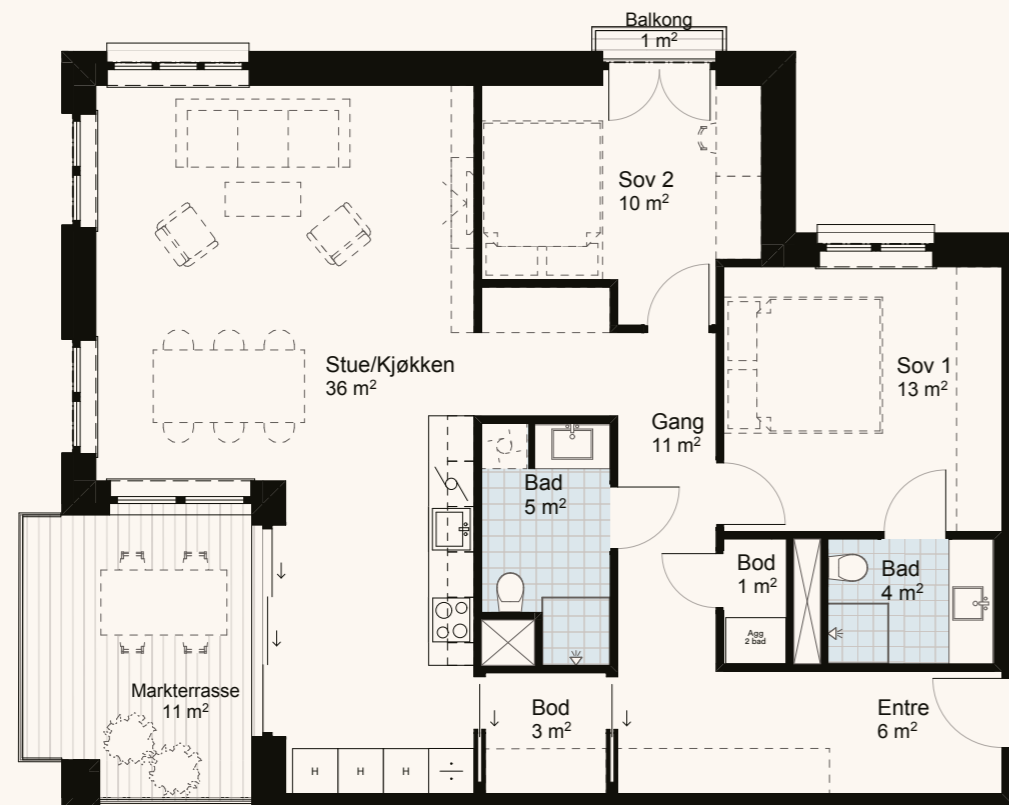 Balkong
1 m²
Sov 2
10 m²
Stue/Kjøkken
36 m²
Sov 1
13 m²
Gang
11 m²
Bad
5 m²
Bod
1 m²
Agg
2 bad
Bad
4 m²
Markterrasse
11 m²
Bod
3 m²
Entre
6 m²
H H H